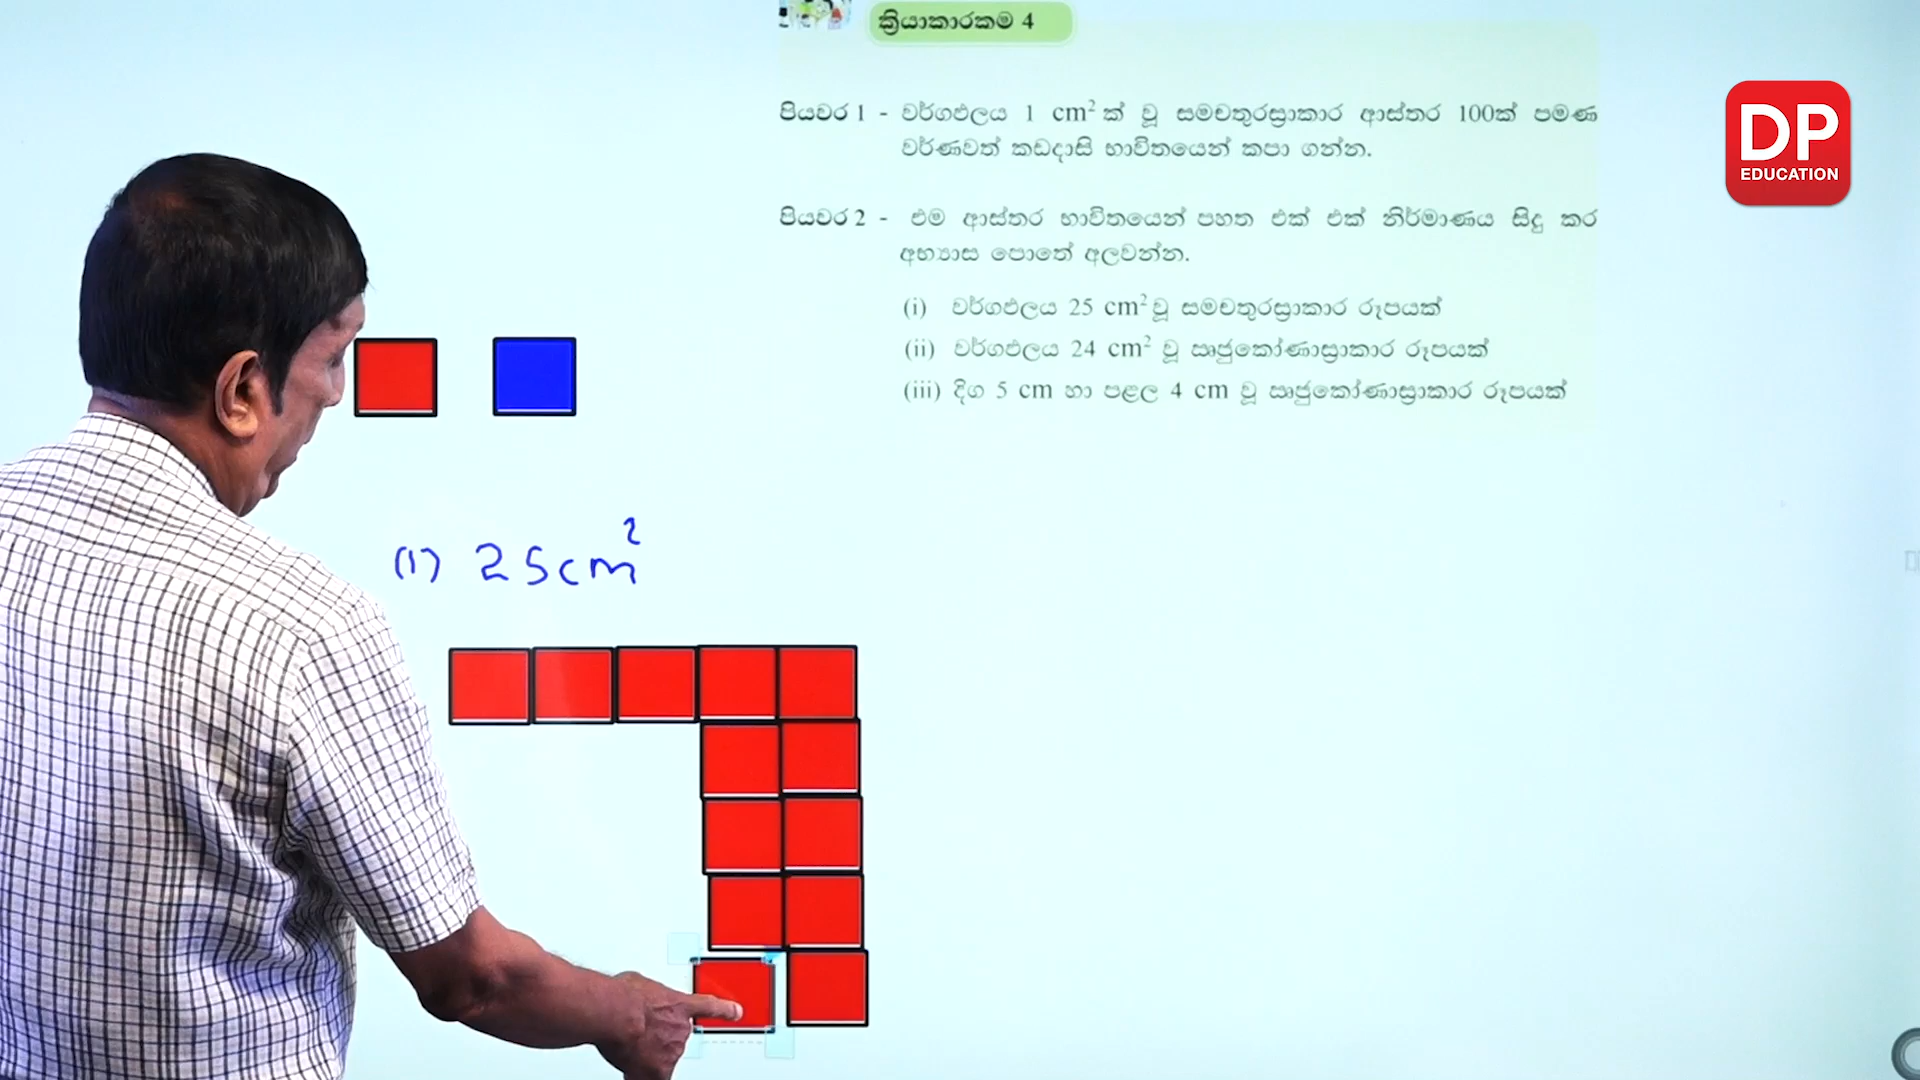 ක්‍රියාකාරකම 4
පියවර 1 - වර්ගඵලය 1 cm² ක් වූ සමචතුරස්‍රාකාර ආස්තර 100ක් පමණ
වර්ණවත් කඩදාසි භාවිතයෙන් කපා ගන්න.
පියවර 2 - එම ආස්තර භාවිතයෙන් පහත එක් එක් නිර්මාණය සිදු කර
අභ්‍යාස පොතේ අලවන්න.
(i) වර්ගඵලය 25 cm² වූ සමචතුරස්‍රාකාර රූපයක්
(ii) වර්ගඵලය 24 cm² වූ ඍජුකෝණාස්‍රාකාර රූපයක්
(iii) දිග 5 cm හා පළල 4 cm වූ ඍජුකෝණාස්‍රාකාර රූපයක්
DP
EDUCATION
(i) 25cm²